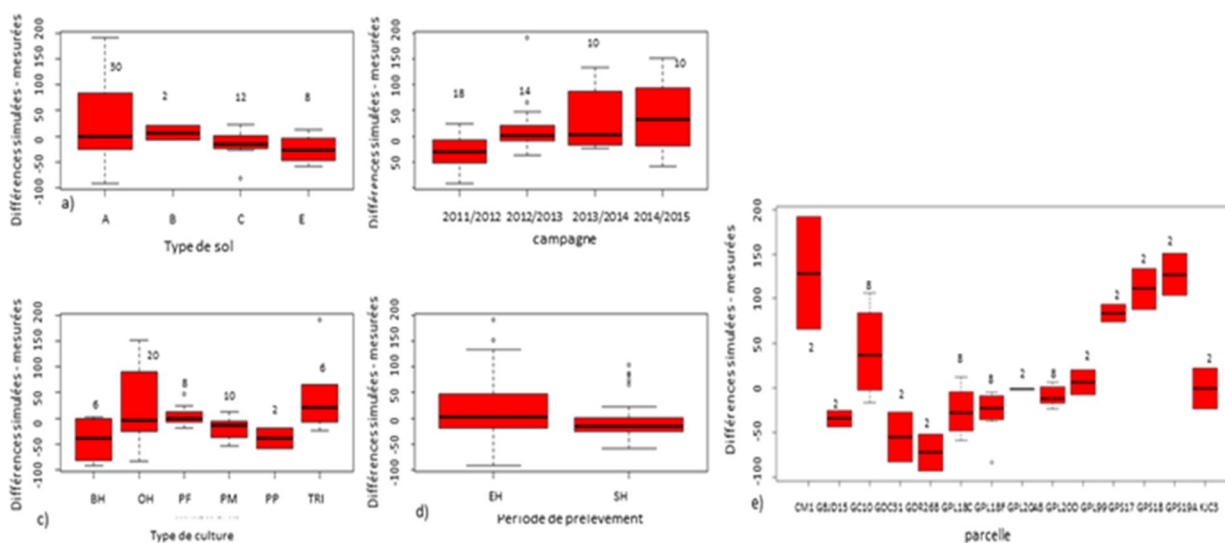 Différences simulées - mesurées
-100 -50 0 50 100 150 200
30
2
12
8
a)
A B C E
Type de sol
Différences simulées - mesurées
50 0 50 100 150 200
18
14
10
10
2011/2012 2012/2013 2013/2014 2014/2015
campagne
Différences simulées - mesurées
-100 -50 0 50 100 150 200
6
20
8
10
2
6
c)
BH OH PF PM PP TRI
Type de culture
Différences simulées - mesurées
-100 -50 0 50 100 150 200
d)
EH SH
Période de prélèvement
Différences simulées - mesurées
-100 -50 0 50 100 150 200
2
2
8
2
2
8
8
2
8
2
2
2
2
2
e)
CM1 GBJD15 GC10 GDC31 GDR26B GPL18C GPL18F GPL20AB GPL20D GPL99 GPS17 GPS18 GPS19A KJC3
parcelle